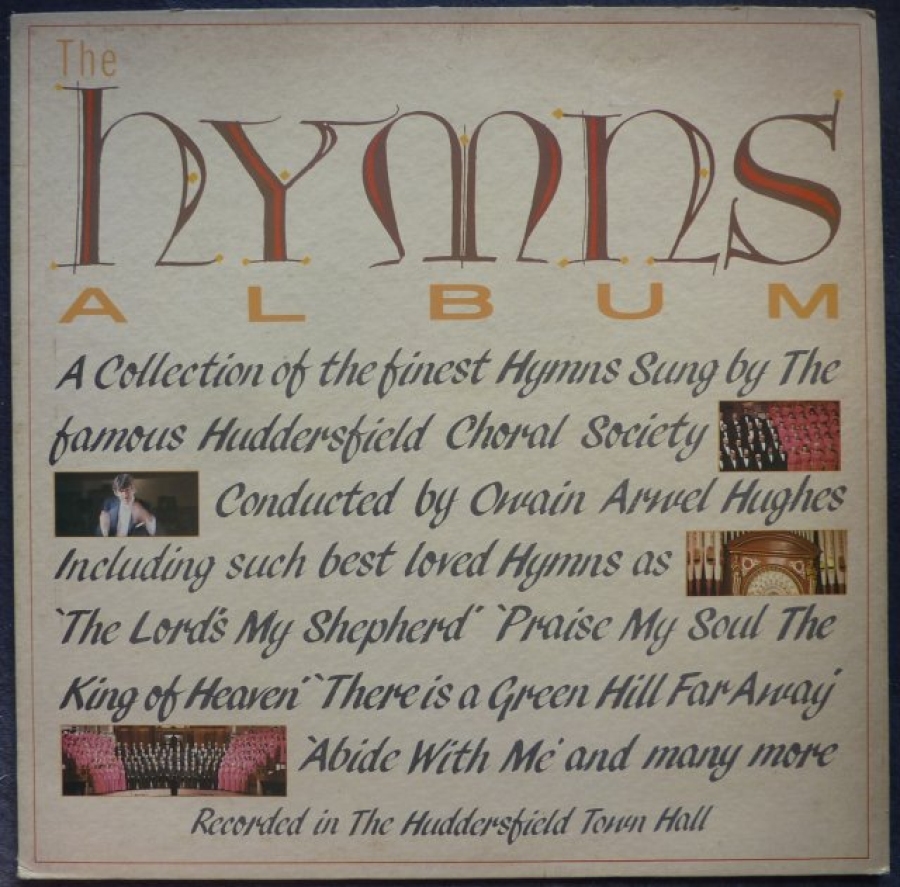 The
hymns
ALBUM
A Collection of the finest Hymns Sung by The
famous Huddersfield Choral Society
Conducted by Owain Arwel Hughes
Including such best loved Hymns as
‘The Lord's My Shepherd’ ‘Praise My Soul The
King of Heaven’ ‘There is a Green Hill Far Away’
‘Abide With Me’ and many more
Recorded in The Huddersfield Town Hall